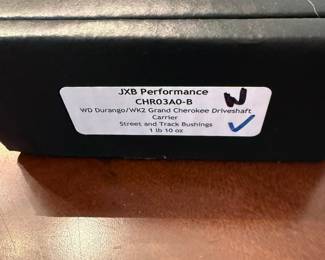 JXB Performance
CHR03A0-B W
WD Durango/WK2 Grand Cherokee Driveshaft
Carrier
Street and Track Bushings
1 lb 10 oz